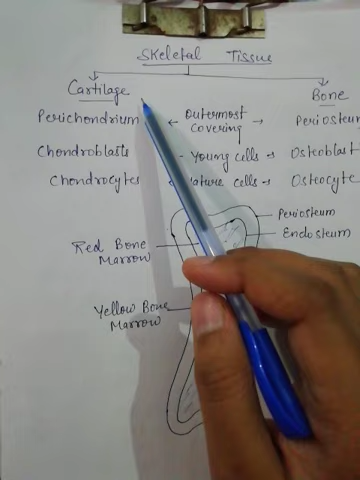 Skeletal Tissue
Cartilage Bone
Perichondrium ← Outermost Covering → Periosteum
Chondroblasts - Young cells → Osteoblast
Chondrocytes ature cells → Osteocyte
Periosteum
Endosteum
Red Bone
Marrow
Yellow Bone
Marrow